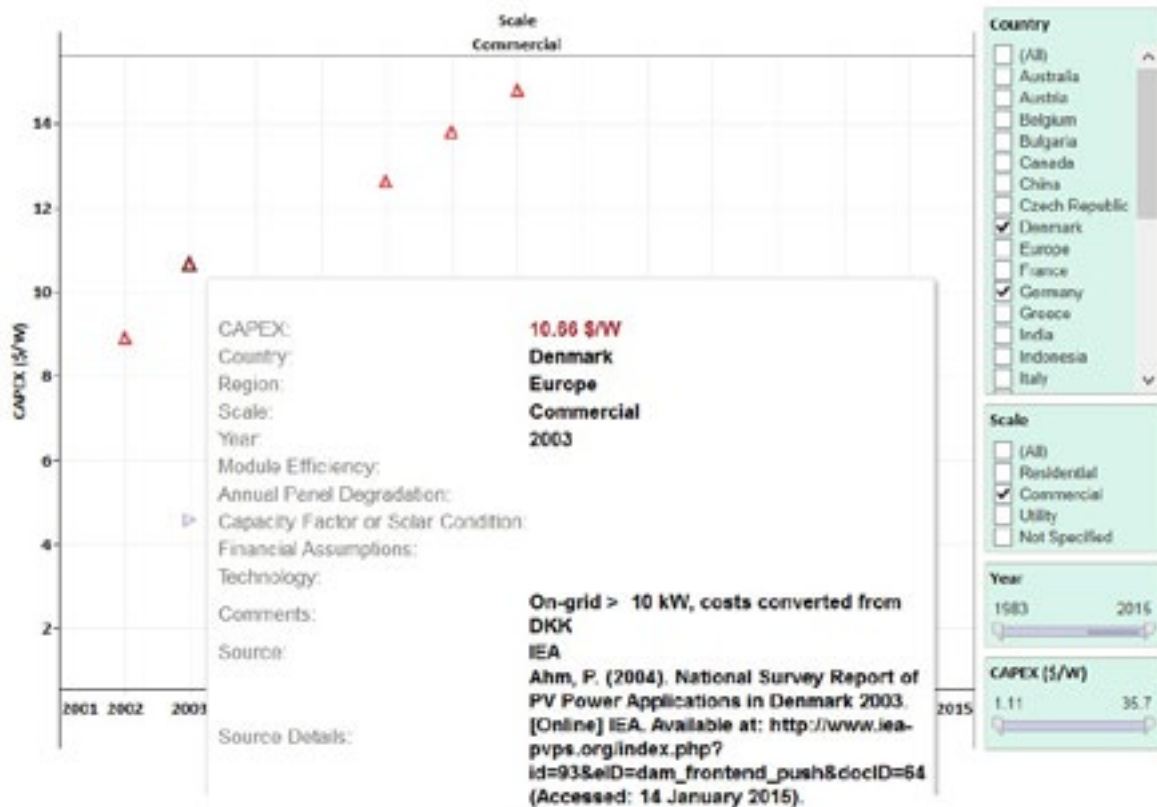 Scale
Commercial
14
12
10
8
6
4
2
CAPEX ($/W)
2001 2002 2003
2015
CAPEX: 10.66 $/W
Country: Denmark
Region: Europe
Scale: Commercial
Year: 2003
Module Efficiency:
Annual Panel Degradation:
Capacity Factor or Solar Condition:
Financial Assumptions:
Technology:
Comments: On-grid > 10 kW, costs converted from
DKK
Source: IEA
Source Details: Ahm, P. (2004). National Survey Report of
PV Power Applications in Denmark 2003.
[Online] IEA. Available at: http://www.iea-
pvps.org/index.php?
id=93&eID=dam_frontend_push&docID=64
(Accessed: 14 January 2015).
Country
(All)
Australia
Austria
Belgium
Bulgaria
Canada
China
Czech Republic
Denmark
Europe
France
Germany
Greece
India
Indonesia
Italy
Scale
(All)
Residential
Commercial
Utility
Not Specified
Year
1983
CAPEX ($/W)
1.11 35.7